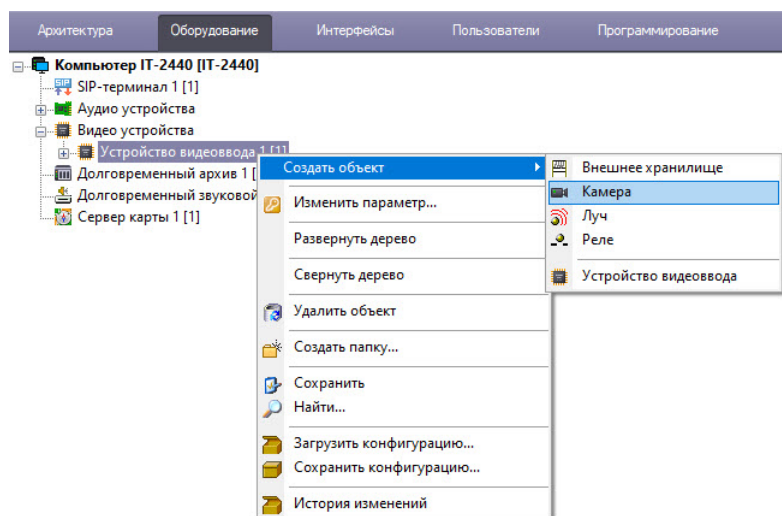 Архитектура Оборудование Интерфейсы Пользователи Программирование
Компьютер IT-2440 [IT-2440]
SIP-терминал 1 [1]
Аудио устройства
Видео устройства
Устройство видеоввода 1 [1]
Долговременный архив 1 [
Долговременный звуковой
Сервер карты 1 [1]
Создать объект
Изменить параметр...
Развернуть дерево
Свернуть дерево
Удалить объект
Создать папку...
Сохранить
Найти...
Загрузить конфигурацию...
Сохранить конфигурацию...
История изменений
Внешнее хранилище
Камера
Луч
Реле
Устройство видеоввода